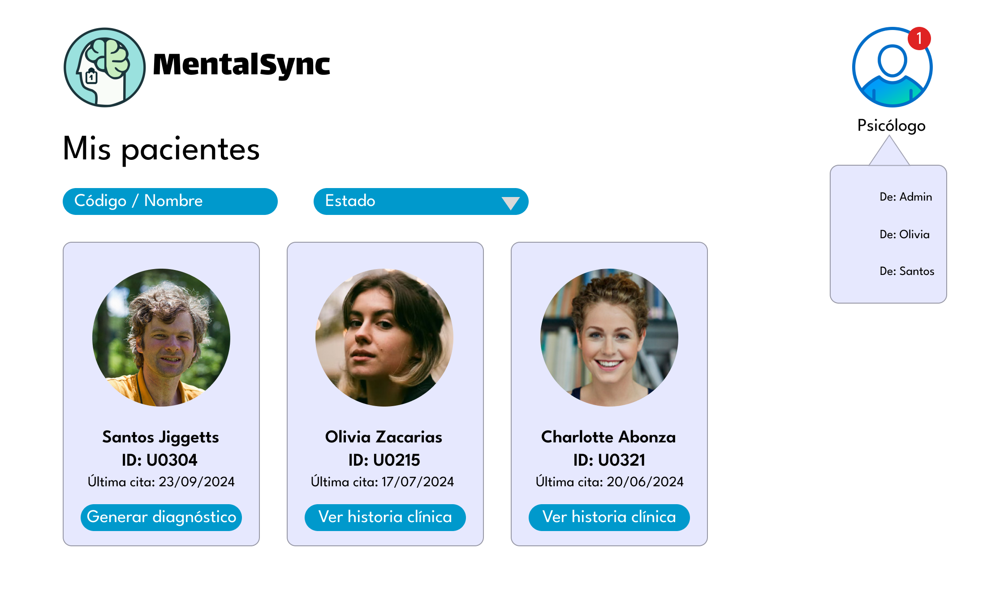 MentalSync
1
1
Psicólogo
Mis pacientes
Código / Nombre
Estado
De: Admin
De: Olivia
De: Santos
Santos Jiggetts
ID: U0304
Última cita: 23/09/2024
Generar diagnóstico
Olivia Zacarias
ID: U0215
Última cita: 17/07/2024
Ver historia clínica
Charlotte Abonza
ID: U0321
Última cita: 20/06/2024
Ver historia clínica